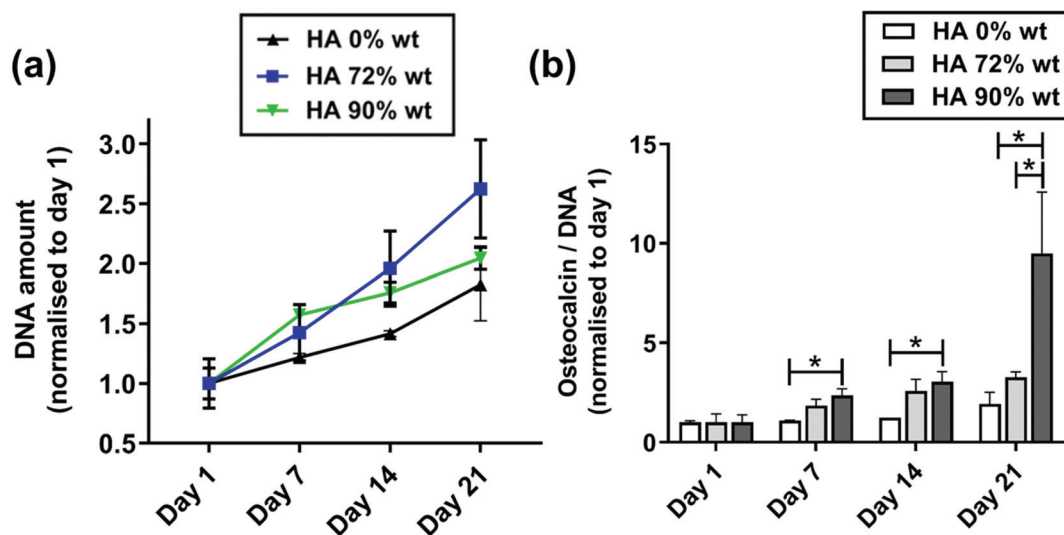 (a)
HA 0% wt
HA 72% wt
HA 90% wt
DNA amount
(normalised to day 1)
3.0
2.5
2.0
1.5
1.0
0.5
Day 1
Day 7
Day 14
Day 21
(b)
HA 0% wt
HA 72% wt
HA 90% wt
Osteocalcin / DNA
(normalised to day 1)
15
10
5
0
*
*
*
*
Day 1
Day 7
Day 14
Day 21